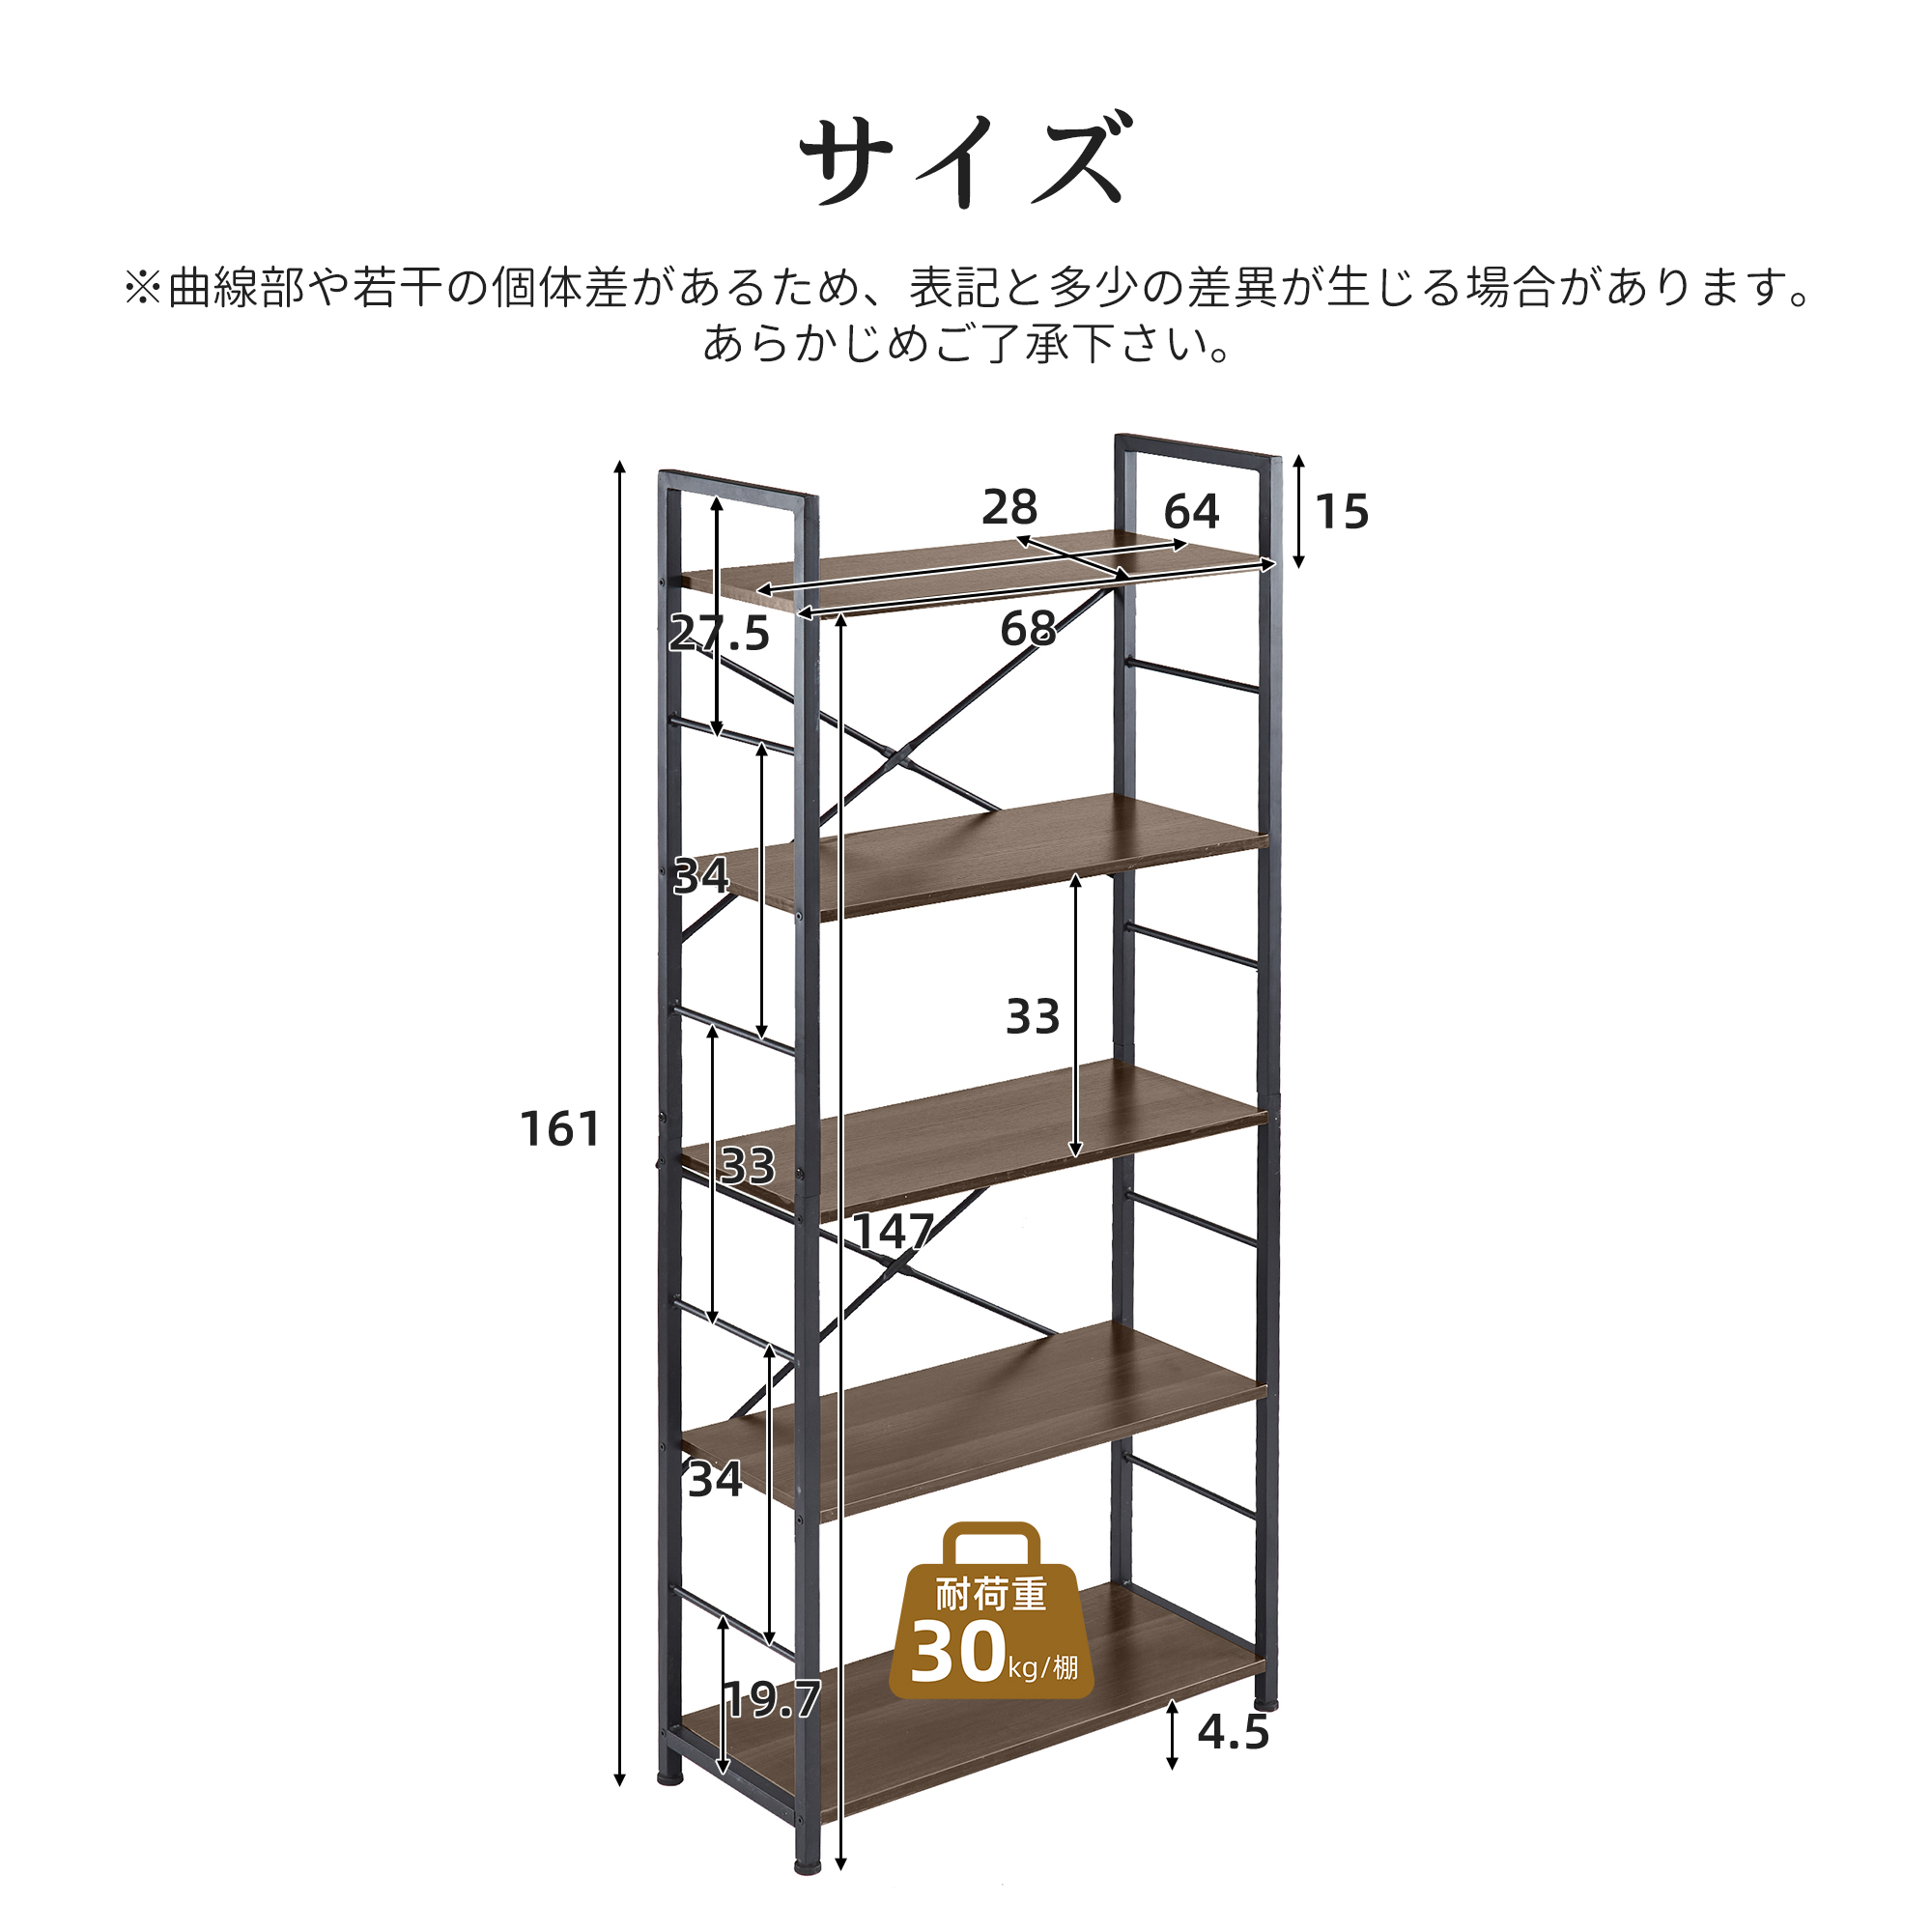 サイズ
※曲線部や若干の個体差があるため、表記と多少の差異が生じる場合があります。
あらかじめご了承下さい。
28
64
15
27.5
68
34
33
161
33
147
34
耐荷重
30kg/棚
19.7
4.5